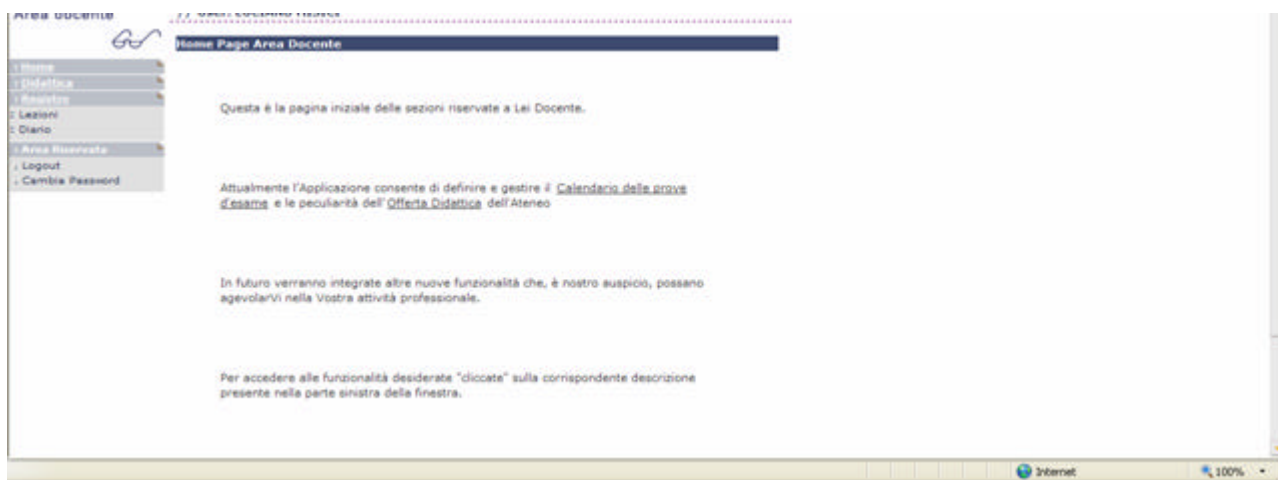 Area docente
// USER: LUCIANO
Home Page Area Docente
: Home
: Didattica
: Registro
:: Lezioni
:: Diario
: Area Riservata
. Logout
. Cambia Password
Questa è la pagina iniziale delle sezioni riservate a Lei Docente.
Attualmente l'Applicazione consente di definire e gestire il Calendario delle prove
d'esame e le peculiarità dell'Offerta Didattica dell'Ateneo
In futuro verranno integrate altre nuove funzionalità che, è nostro auspicio, possano
agevolarVi nella Vostra attività professionale.
Per accedere alle funzionalità desiderate "cliccate" sulla corrispondente descrizione
presente nella parte sinistra della finestra.
Internet
100%